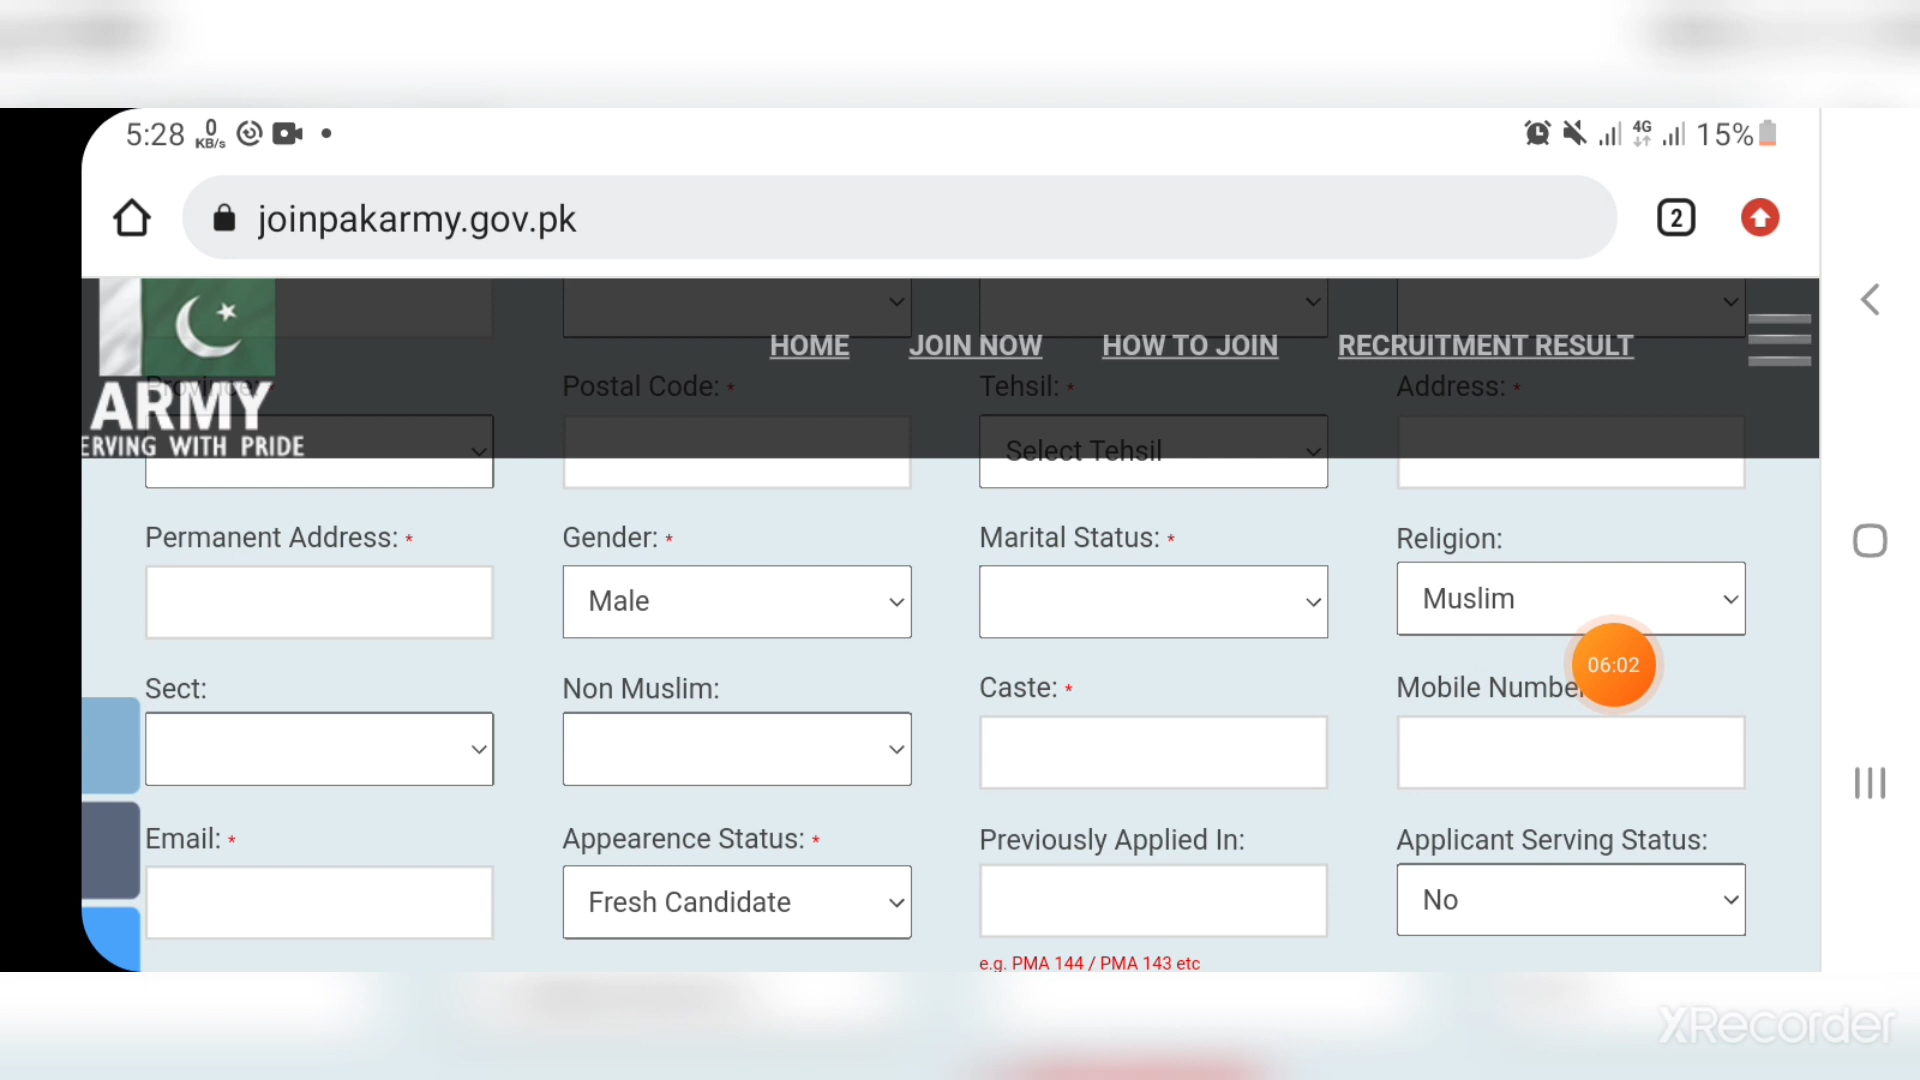 5:28 0 KB/s 4G 15%
joinpakarmy.gov.pk 2
HOME JOIN NOW HOW TO JOIN RECRUITMENT RESULT
ARMY
ERVING WITH PRIDE
Province: Postal Code: * Tehsil: * Address: *
Select Tehsil
Permanent Address: * Gender: * Marital Status: * Religion:
Male Muslim
06:02
Sect: Non Muslim: Caste: * Mobile Number
Email: * Appearence Status: * Previously Applied In: Applicant Serving Status:
Fresh Candidate No
e.g. PMA 144 / PMA 143 etc
XRecorder